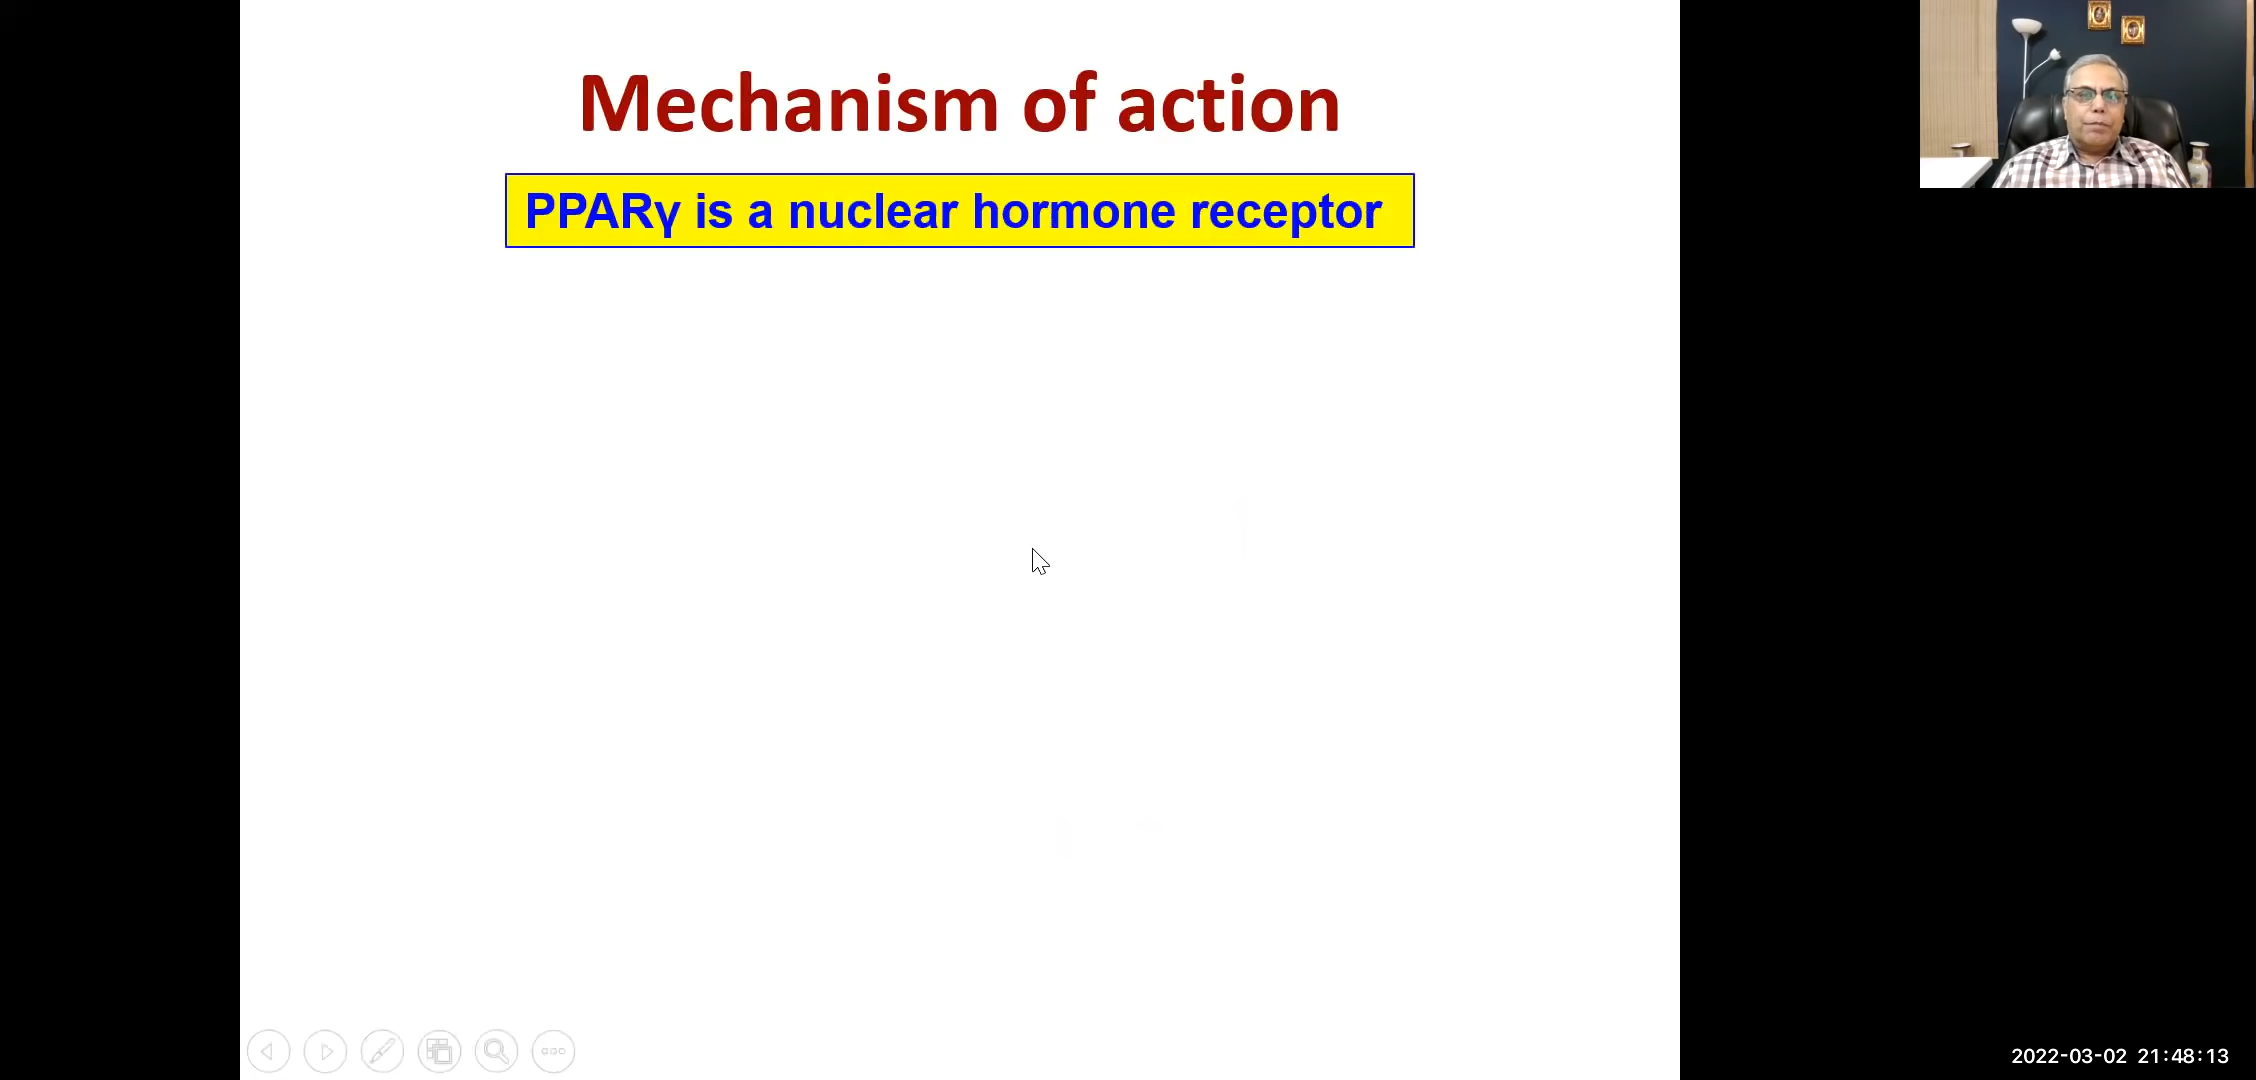 Mechanism of action
PPARγ is a nuclear hormone receptor
2022-03-02 21:48:13